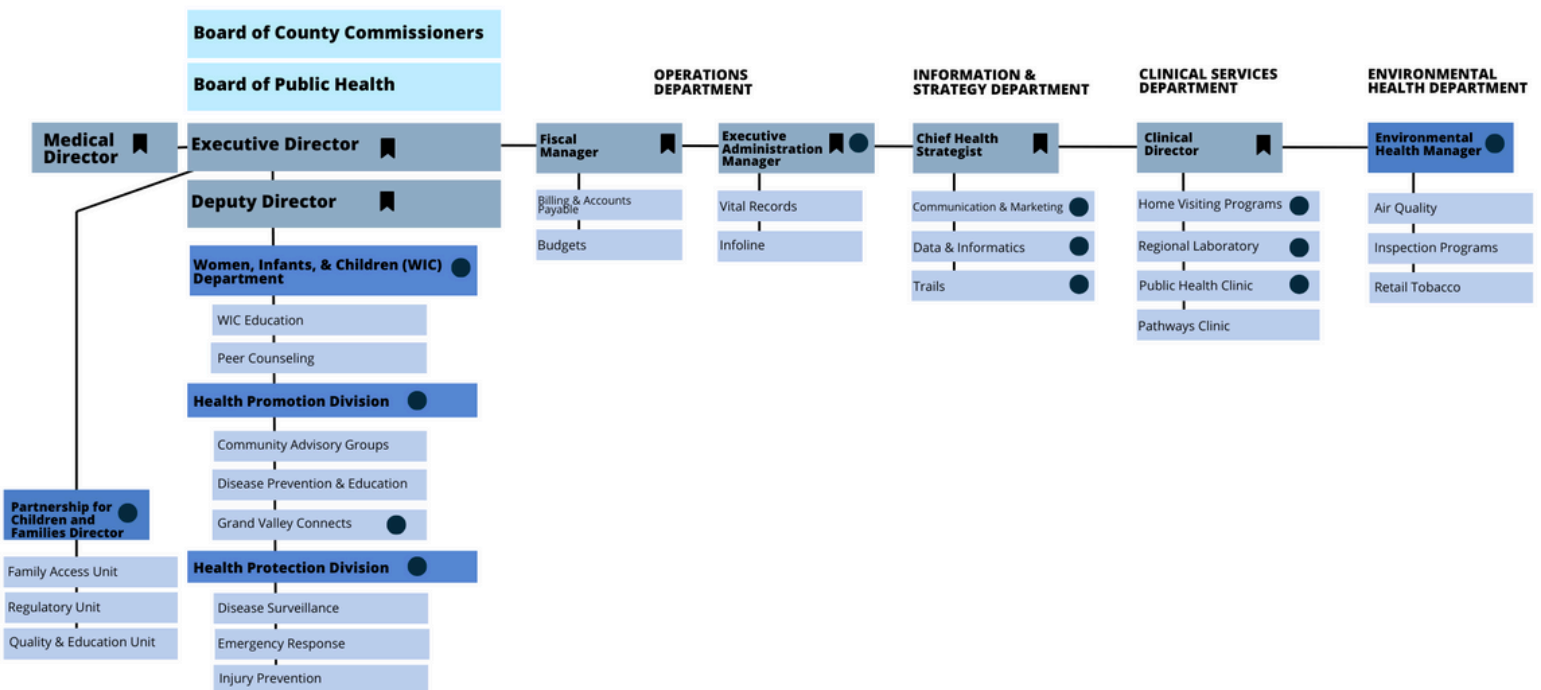 Board of County Commissioners
Board of Public Health
Medical
Director
Executive Director
Deputy Director
Women, Infants, & Children (WIC)
Department
WIC Education
Peer Counseling
Health Promotion Division
Community Advisory Groups
Disease Prevention & Education
Grand Valley Connects
Health Protection Division
Disease Surveillance
Emergency Response
Injury Prevention
Partnership for
Children and
Families Director
Family Access Unit
Regulatory Unit
Quality & Education Unit
OPERATIONS
DEPARTMENT
Fiscal
Manager
Billing & Accounts
Payable
Budgets
Executive
Administration
Manager
Vital Records
Infoline
INFORMATION &
STRATEGY DEPARTMENT
Chief Health
Strategist
Communication & Marketing
Data & Informatics
Trails
CLINICAL SERVICES
DEPARTMENT
Clinical
Director
Home Visiting Programs
Regional Laboratory
Public Health Clinic
Pathways Clinic
ENVIRONMENTAL
HEALTH DEPARTMENT
Environmental
Health Manager
Air Quality
Inspection Programs
Retail Tobacco